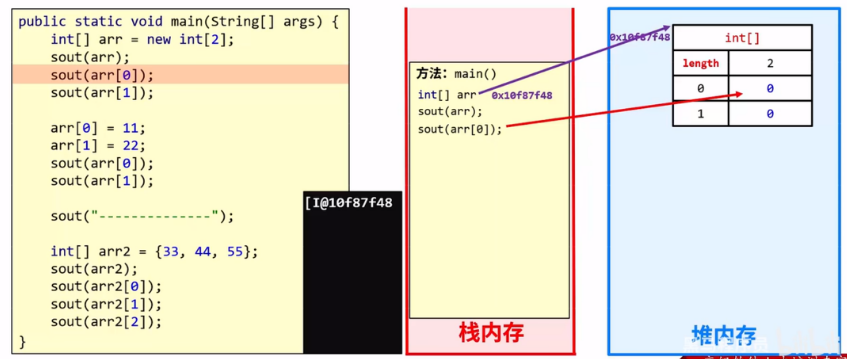 public static void main(String[] args) {
int[] arr = new int[2];
sout(arr);
sout(arr[0]);
sout(arr[1]);
arr[0] = 11;
arr[1] = 22;
sout(arr[0]);
sout(arr[1]);
sout("--------------");
int[] arr2 = {33, 44, 55};
sout(arr2);
sout(arr2[0]);
sout(arr2[1]);
sout(arr2[2]);
}
[I@10f87f48
方法: main()
int[] arr 0x10f87f48
sout(arr);
sout(arr[0]);
栈内存
0x10f87f48
int[]
length 2
0 0
1 0
堆内存